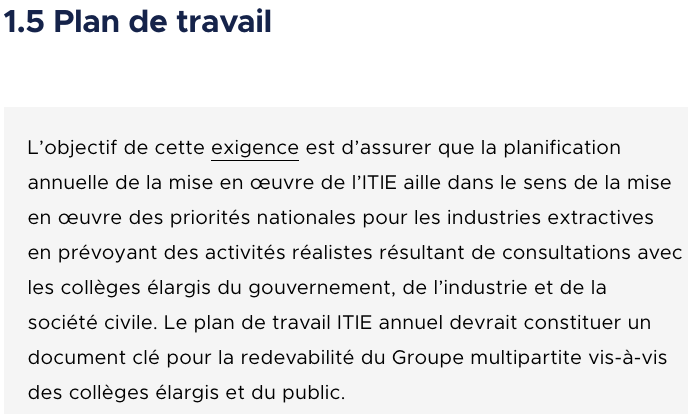 1.5 Plan de travail
L’objectif de cette exigence est d’assurer que la planification
annuelle de la mise en œuvre de l’ITIE aille dans le sens de la mise
en œuvre des priorités nationales pour les industries extractives
en prévoyant des activités réalistes résultant de consultations avec
les collèges élargis du gouvernement, de l’industrie et de la
société civile. Le plan de travail ITIE annuel devrait constituer un
document clé pour la redevabilité du Groupe multipartite vis-à-vis
des collèges élargis et du public.